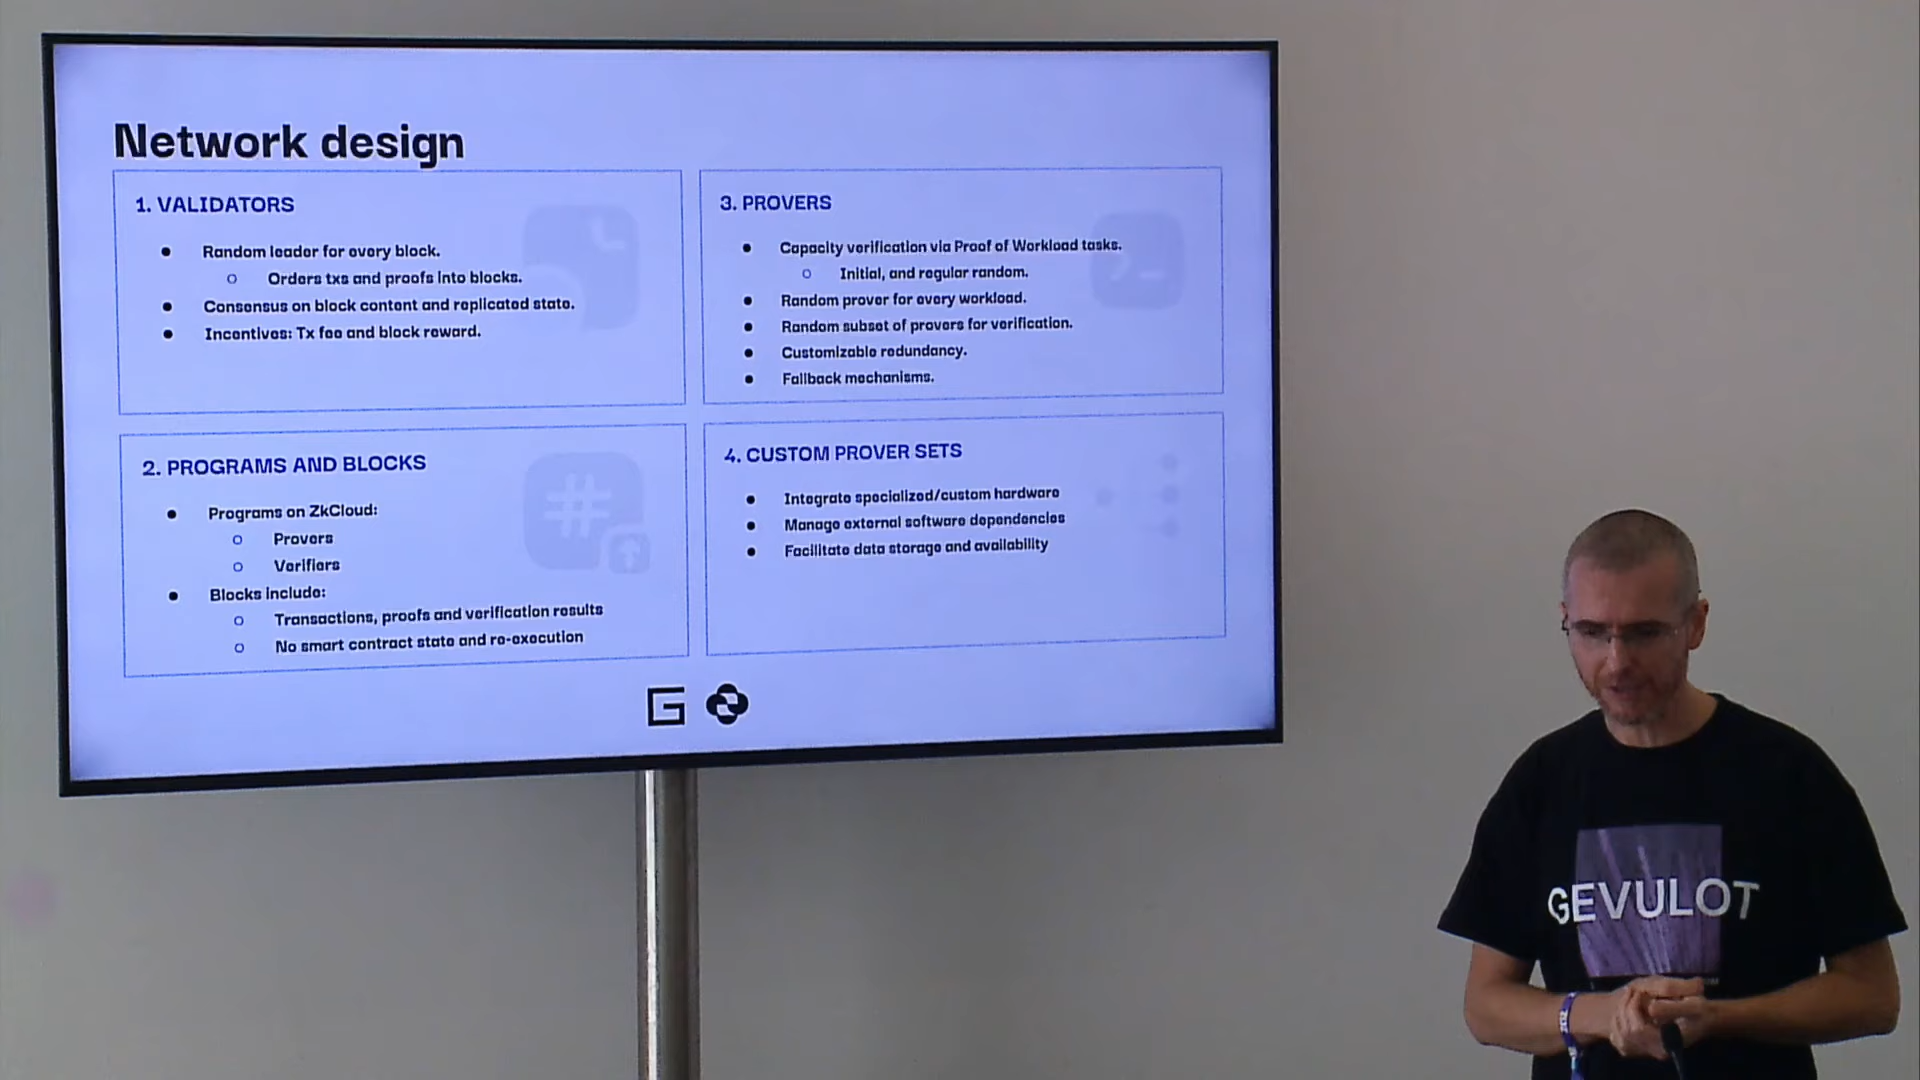 Network design
1. VALIDATORS
Random leader for every block.
Orders txs and proofs into blocks.
Consensus on block content and replicated state.
Incentives: Tx fee and block reward.
2. PROGRAMS AND BLOCKS
Programs on ZkCloud:
Provers
Verifiers
Blocks include:
Transactions, proofs and verification results
No smart contract state and re-execution
3. PROVERS
Capacity verification via Proof of Workload tasks.
Initial, and regular random.
Random prover for every workload.
Random subset of provers for verification.
Customizable redundancy.
Fallback mechanisms.
4. CUSTOM PROVER SETS
Integrate specialized/custom hardware
Manage external software dependencies
Facilitate data storage and availability
GEVULOT